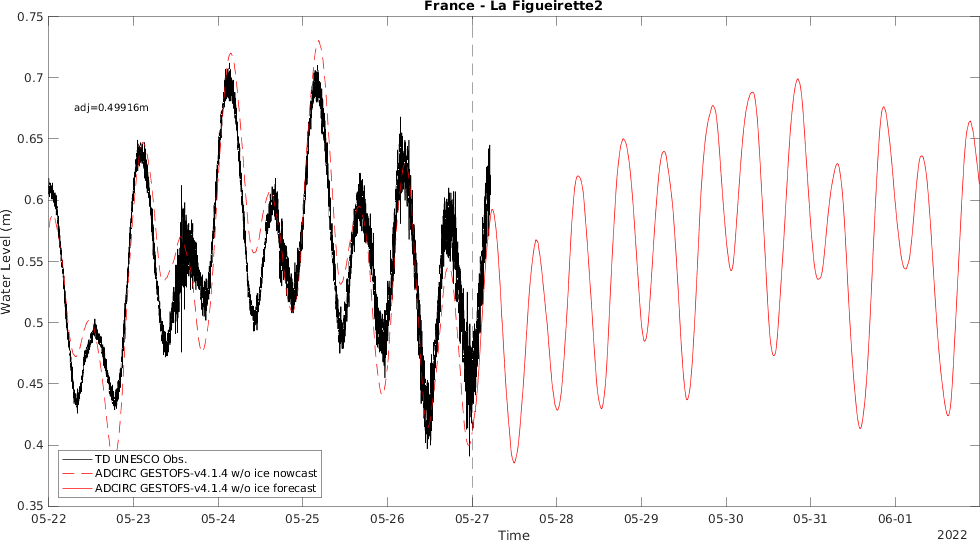 France - La Figueirette2
0.75
0.7
0.65
0.6
0.55
0.5
0.45
0.4
0.35
Water Level (m)
adj=0.49916m
TD UNESCO Obs.
ADCIRC GESTOFS-v4.1.4 w/o ice nowcast
ADCIRC GESTOFS-v4.1.4 w/o ice forecast
05-22 05-23 05-24 05-25 05-26 05-27 05-28 05-29 05-30 05-31 06-01
Time
2022